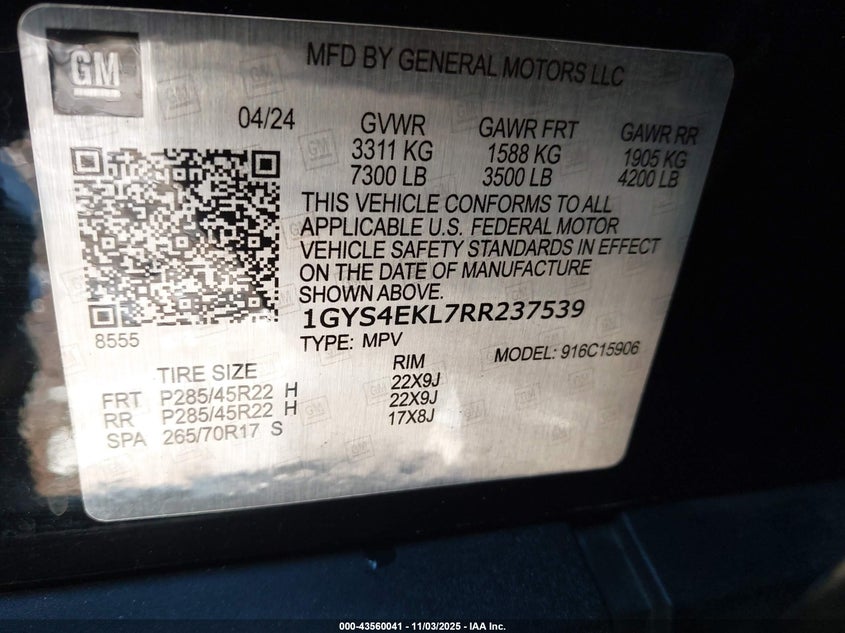 GM
MFD BY GENERAL MOTORS LLC
04/24
GVWR GAWR FRT GAWR RR
3311 KG 1588 KG 1905 KG
7300 LB 3500 LB 4200 LB
THIS VEHICLE CONFORMS TO ALL
APPLICABLE U.S. FEDERAL MOTOR
VEHICLE SAFETY STANDARDS IN EFFECT
ON THE DATE OF MANUFACTURE
SHOWN ABOVE.
1GYS4EKL7RR237539
8555
TYPE: MPV MODEL: 916C15906
TIRE SIZE RIM
FRT P285/45R22 H 22X9J
RR P285/45R22 H 22X9J
SPA 265/70R17 S 17X8J
000-43560041 - 11/03/2025 - IAA Inc.